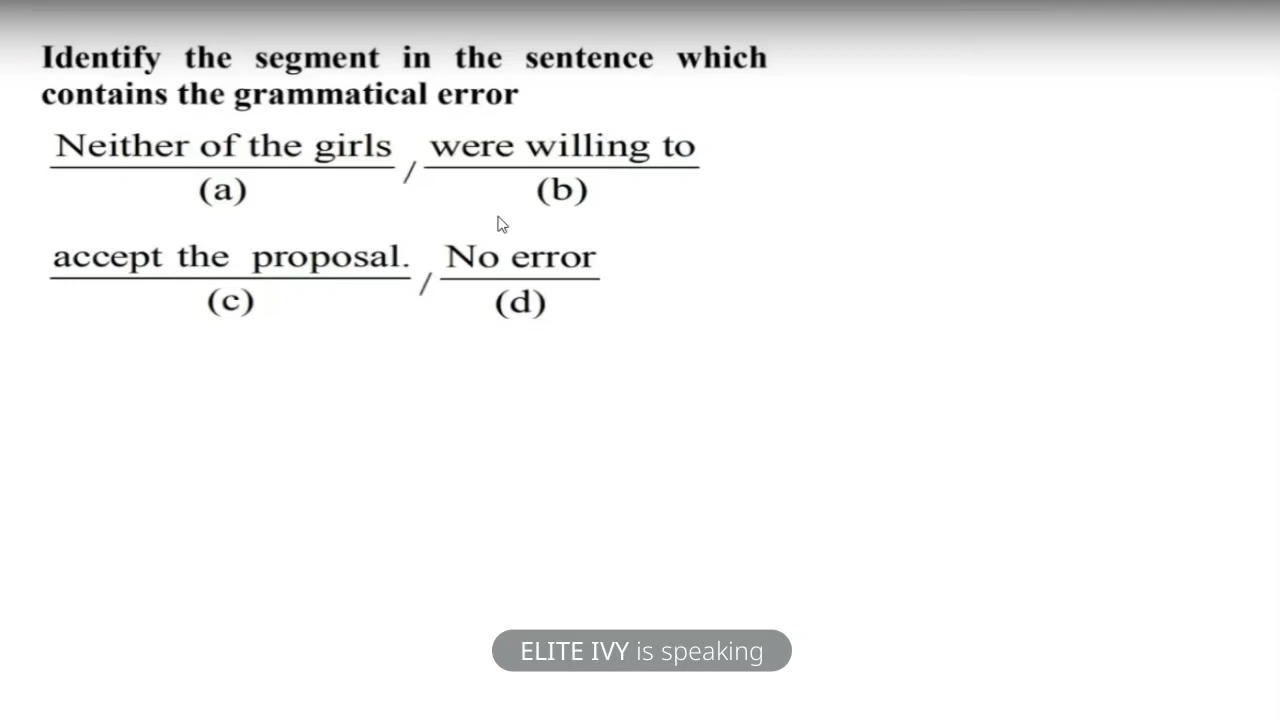 Identify the segment in the sentence which
contains the grammatical error
Neither of the girls / were willing to
(a) (b)
accept the proposal. / No error
(c) (d)
ELITE IVY is speaking